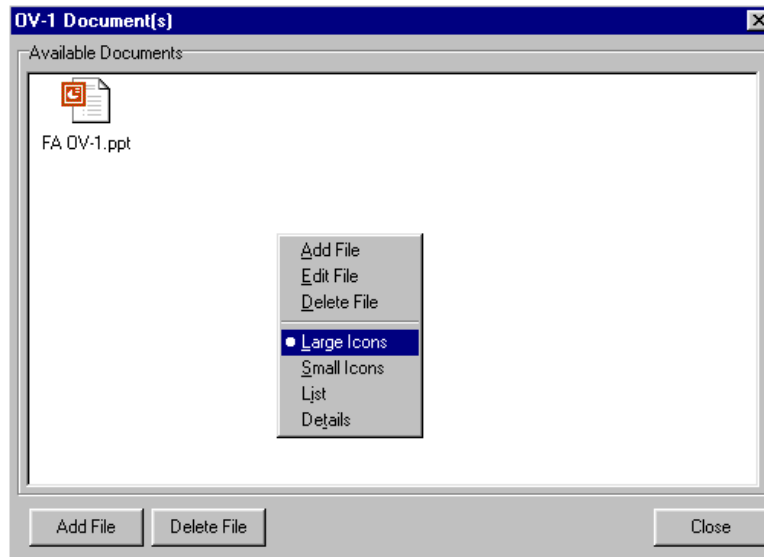 OV-1 Document(s)
Available Documents
FA OV-1.ppt
Add File
Edit File
Delete File
Large Icons
Small Icons
List
Details
Add File
Delete File
Close